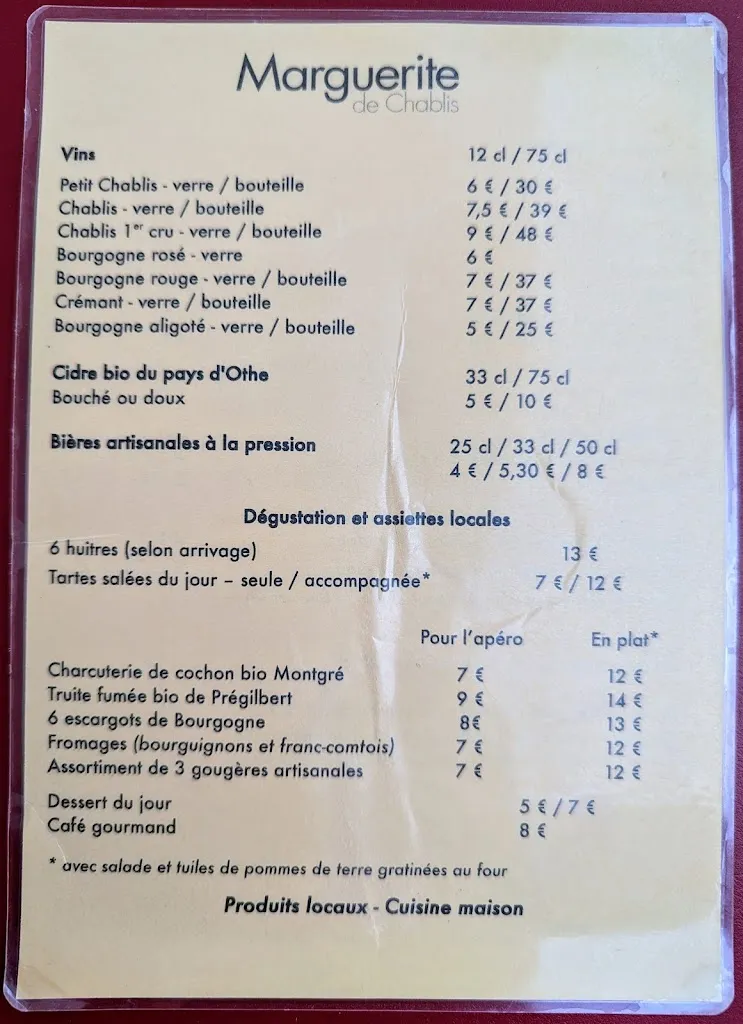 Marguerite
de Chablis
Vins 12 cl / 75 cl
Petit Chablis - verre / bouteille 6 € / 30 €
Chablis - verre / bouteille 7,5 € / 39 €
Chablis 1er cru - verre / bouteille 9 € / 48 €
Bourgogne rosé - verre 6 €
Bourgogne rouge - verre / bouteille 7 € / 37 €
Crémant - verre / bouteille 7 € / 37 €
Bourgogne aligoté - verre / bouteille 5 € / 25 €
Cidre bio du pays d'Othe 33 cl / 75 cl
Bouché ou doux 5 € / 10 €
Bières artisanales à la pression 25 cl / 33 cl / 50 cl
4 € / 5,30 € / 8 €
Dégustation et assiettes locales
6 huitres (selon arrivage) 13 €
Tartes salées du jour – seule / accompagnée* 7 € / 12 €
Pour l'apéro En plat*
Charcuterie de cochon bio Montgré 7 € 12 €
Truite fumée bio de Prégilbert 9 € 14 €
6 escargots de Bourgogne 8€ 13 €
Fromages (bourguignons et franc-comtois) 7 € 12 €
Assortiment de 3 gougères artisanales 7 € 12 €
Dessert du jour 5 € / 7 €
Café gourmand 8 €
* avec salade et tuiles de pommes de terre gratinées au four
Produits locaux - Cuisine maison